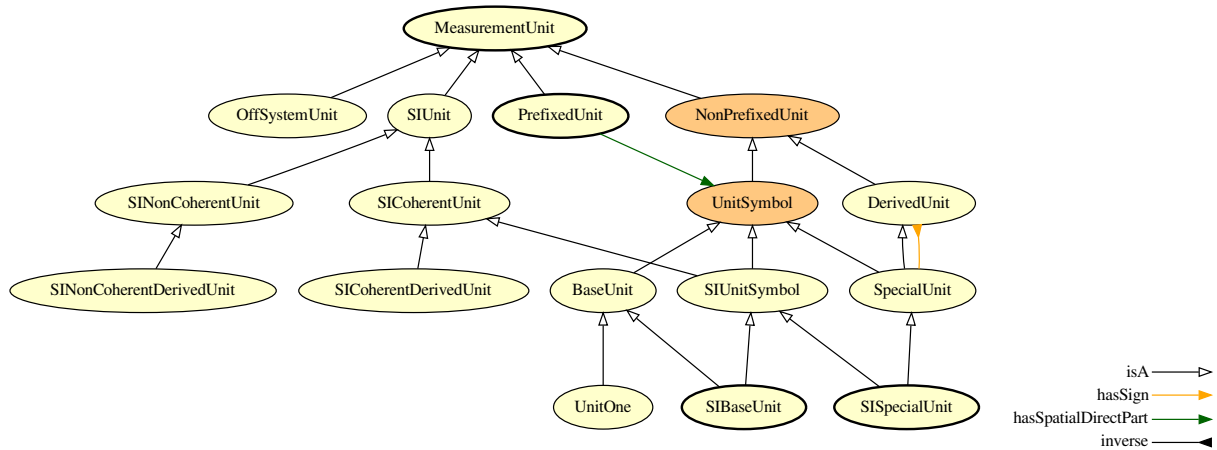 MeasurementUnit
OffSystemUnit
SIUnit
PrefixedUnit
NonPrefixedUnit
SINonCoherentUnit
SICoherentUnit
UnitSymbol
DerivedUnit
SINonCoherentDerivedUnit
SICoherentDerivedUnit
BaseUnit
SIUnitSymbol
SpecialUnit
UnitOne
SIBaseUnit
SISpecialUnit
isA
hasSign
hasSpatialDirectPart
inverse